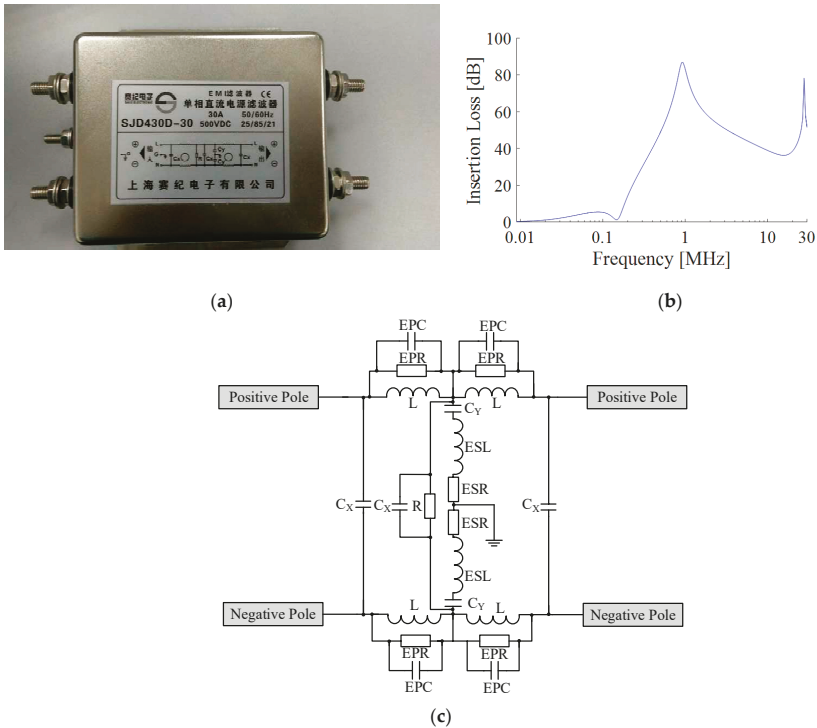 赛纪电子
EMI滤波器 CE
单相直流电源滤波器
30A 50/60Hz
SJD430D-30 500VDC 25/85/21
上海赛纪电子有限公司
(a)
100
80
60
40
20
0
0.01 0.1 1 10 30
Insertion Loss [dB]
Frequency [MHz]
(b)
EPC EPC
EPR EPR
Positive Pole L L Positive Pole
CY
ESL
ESR
CX CX R CX
ESR
ESL
CY
Negative Pole L L Negative Pole
EPR EPR
EPC EPC
(c)